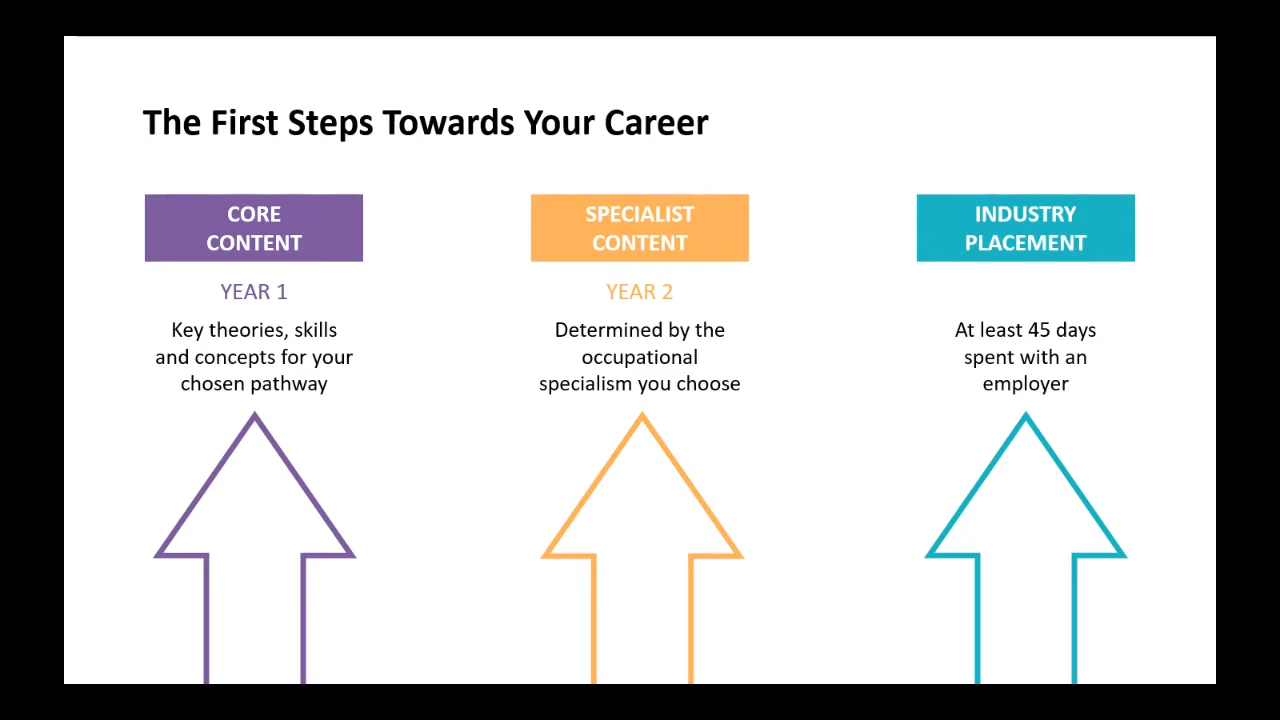 The First Steps Towards Your Career
CORE
CONTENT
YEAR 1
Key theories, skills
and concepts for your
chosen pathway
SPECIALIST
CONTENT
YEAR 2
Determined by the
occupational
specialism you choose
INDUSTRY
PLACEMENT
At least 45 days
spent with an
employer